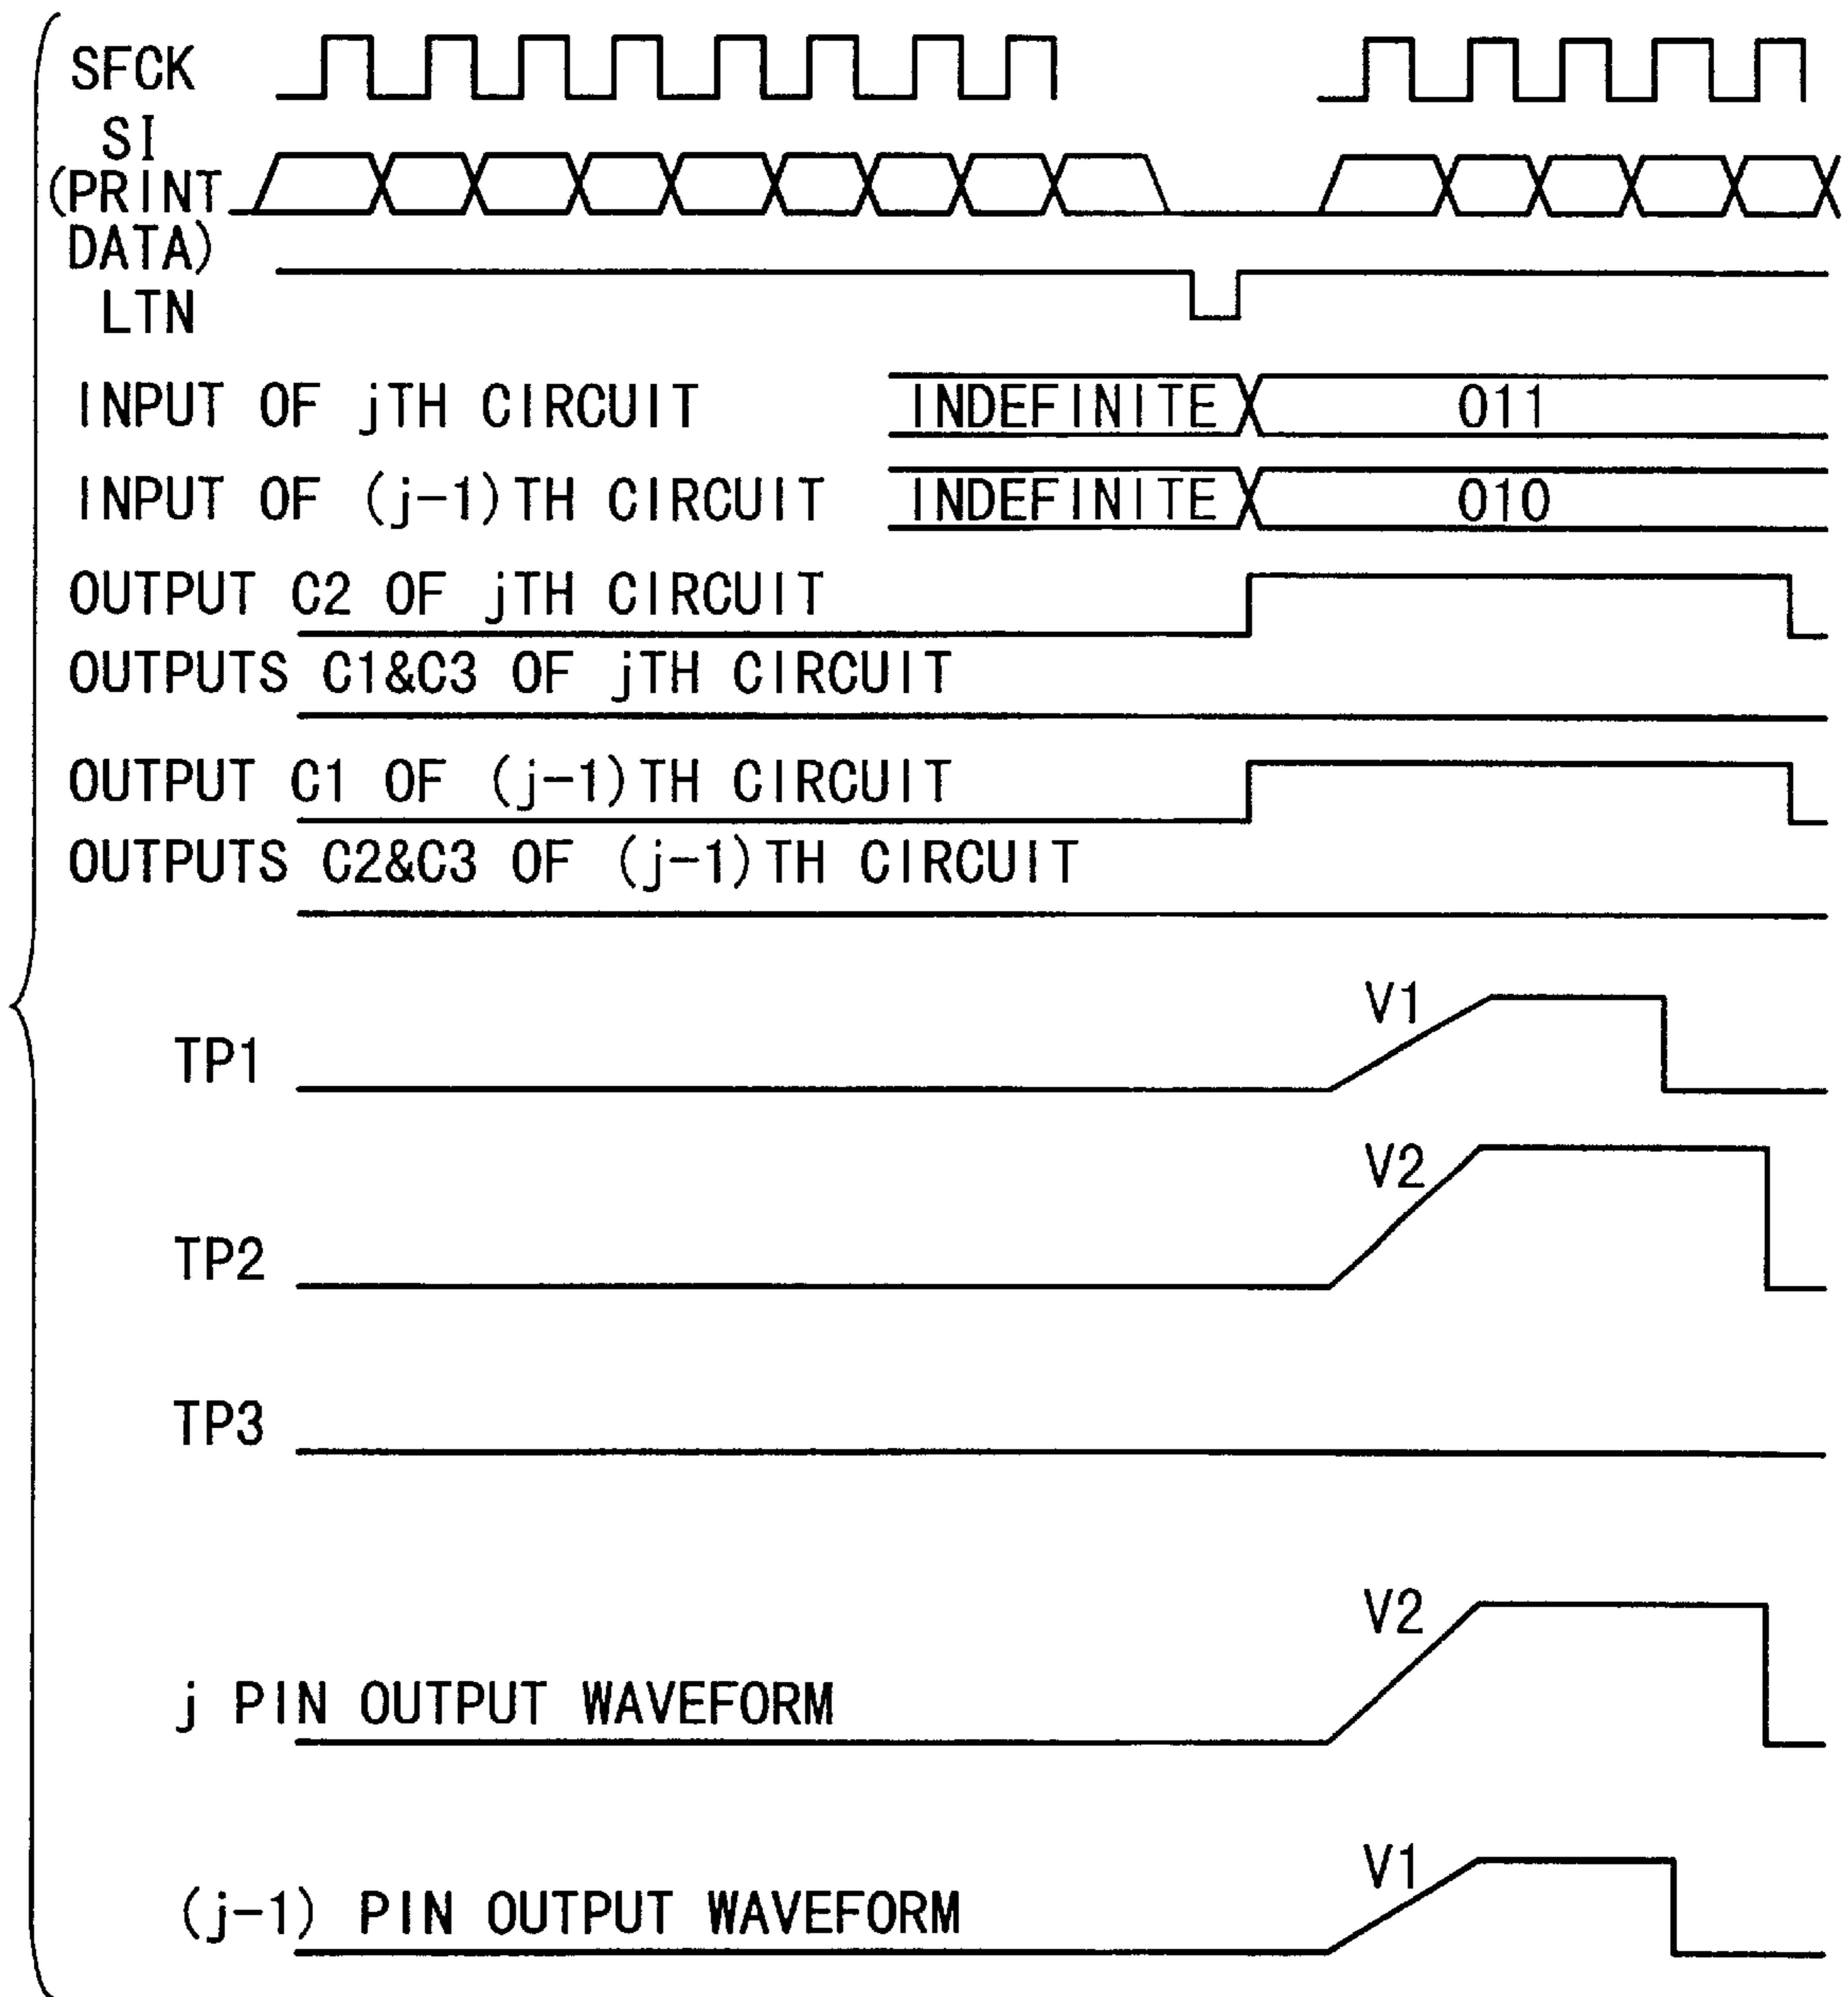 SFCK
SI
(PRINT
DATA)
LTN
INPUT OF jTH CIRCUIT INDEFINITE 011
INPUT OF (j-1)TH CIRCUIT INDEFINITE 010
OUTPUT C2 OF jTH CIRCUIT
OUTPUTS C1&C3 OF jTH CIRCUIT
OUTPUT C1 OF (j-1)TH CIRCUIT
OUTPUTS C2&C3 OF (j-1)TH CIRCUIT
V1
TP1
V2
TP2
TP3
V2
j PIN OUTPUT WAVEFORM
V1
(j-1) PIN OUTPUT WAVEFORM